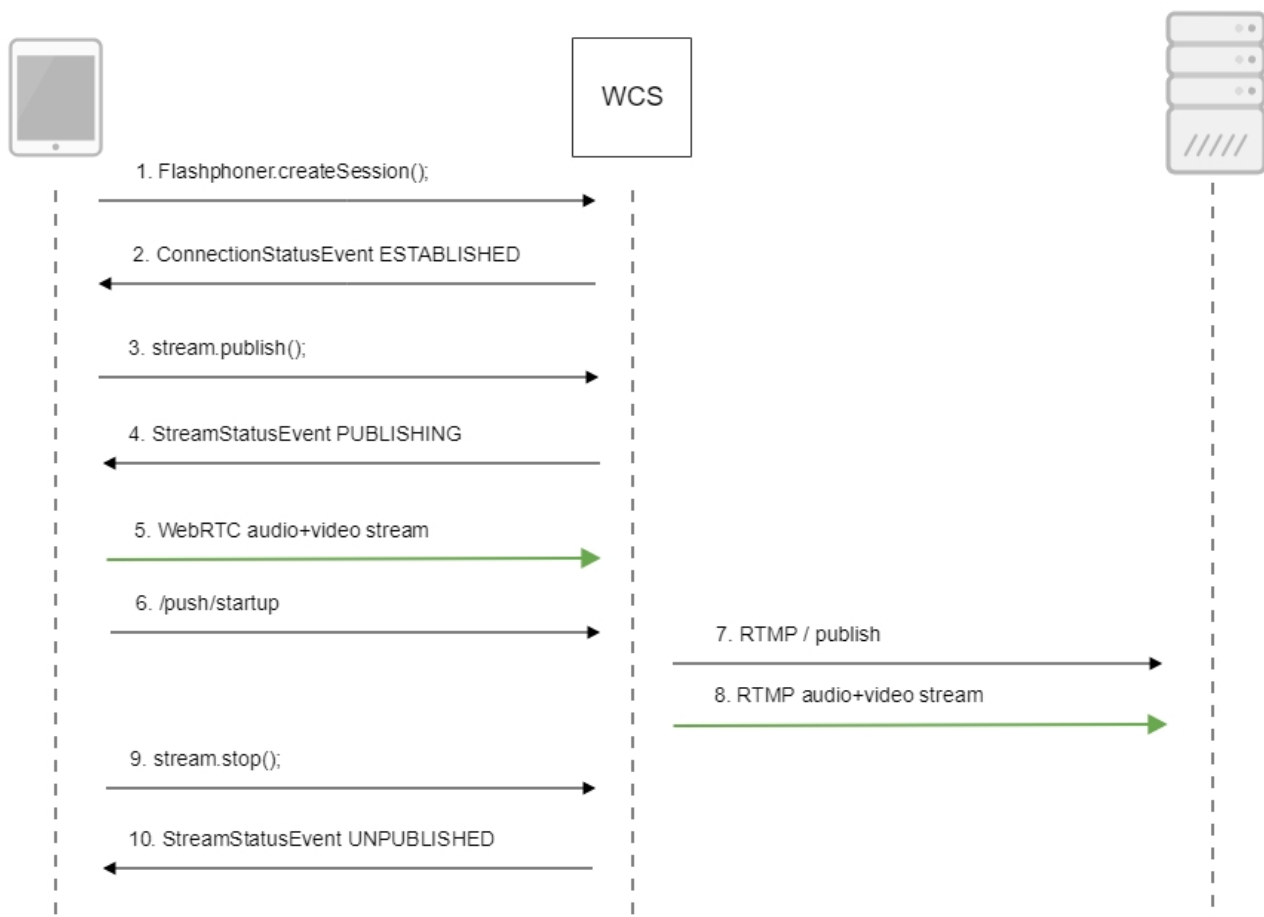 WCS
1. Flashphoner.createSession();
2. ConnectionStatusEvent ESTABLISHED
3. stream.publish();
4. StreamStatusEvent PUBLISHING
5. WebRTC audio+video stream
6. /push/startup
7. RTMP / publish
8. RTMP audio+video stream
9. stream.stop();
10. StreamStatusEvent UNPUBLISHED